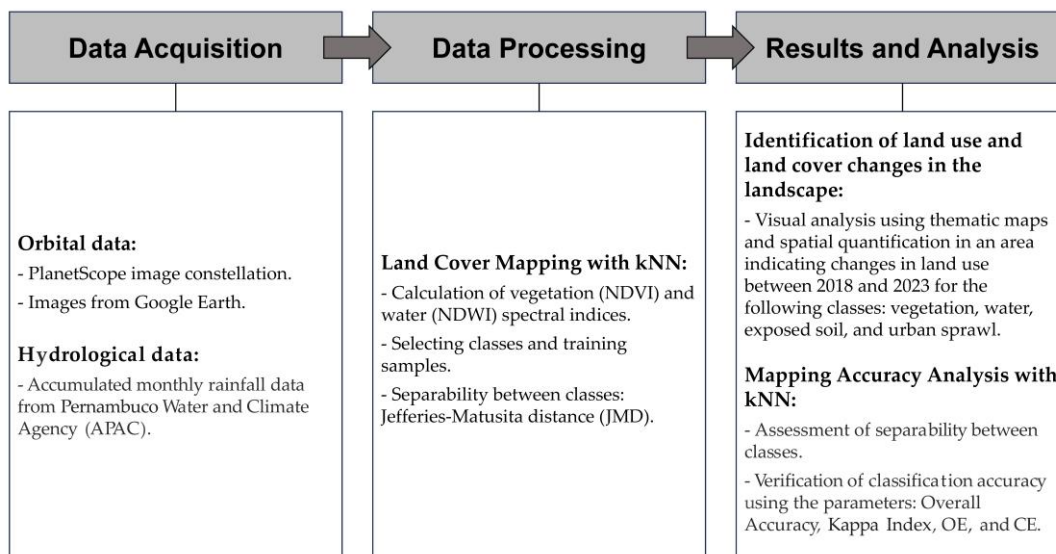 Data Acquisition
Data Processing
Results and Analysis
Orbital data:
- PlanetScope image constellation.
- Images from Google Earth.
Hydrological data:
- Accumulated monthly rainfall data
from Pernambuco Water and Climate
Agency (APAC).
Land Cover Mapping with kNN:
- Calculation of vegetation (NDVI) and
water (NDWI) spectral indices.
- Selecting classes and training
samples.
- Separability between classes:
Jefferies-Matusita distance (JMD).
Identification of land use and
land cover changes in the
landscape:
- Visual analysis using thematic maps
and spatial quantification in an area
indicating changes in land use
between 2018 and 2023 for the
following classes: vegetation, water,
exposed soil, and urban sprawl.
Mapping Accuracy Analysis with
kNN:
- Assessment of separability between
classes.
- Verification of classification accuracy
using the parameters: Overall
Accuracy, Kappa Index, OE, and CE.